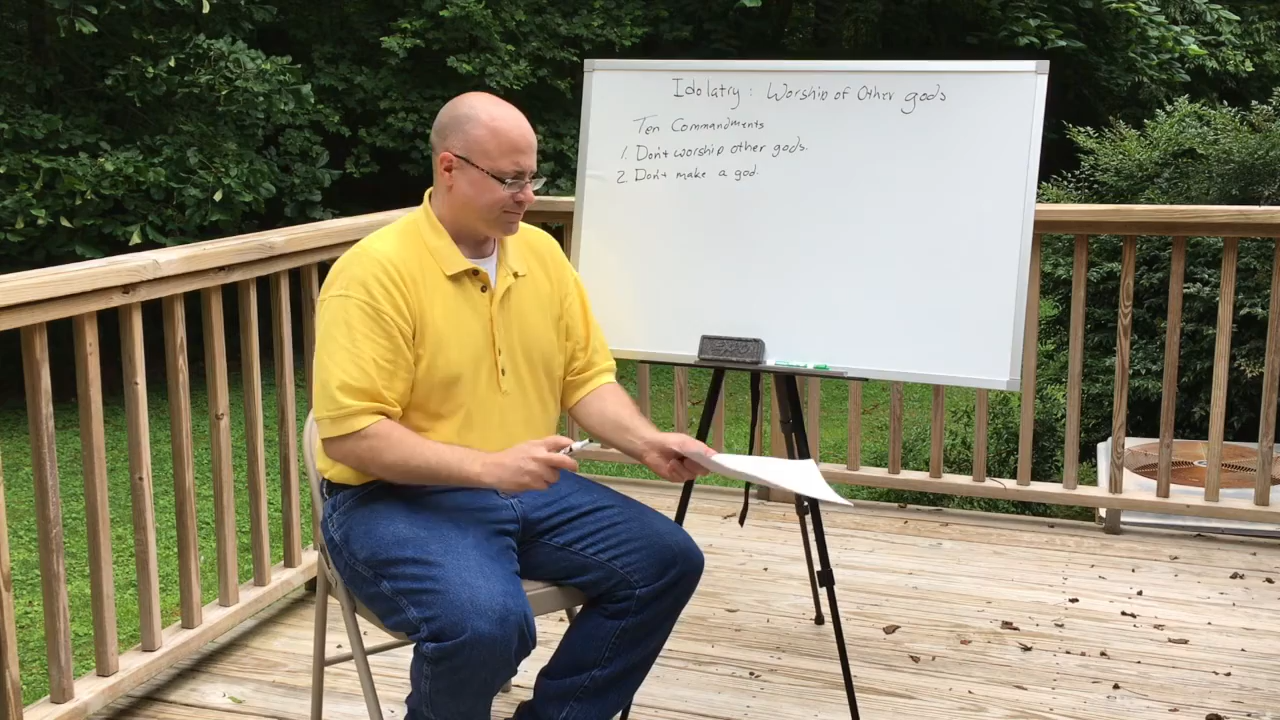 Idolatry : Worship of Other gods
Ten Commandments
1. Don't worship other gods.
2. Don't make a god.